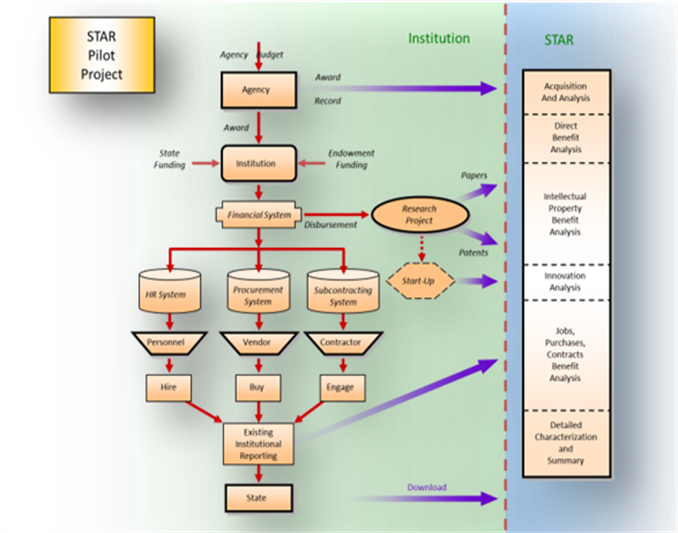 STAR
Pilot
Project
Institution
STAR
Agency Budget
Agency
Award
Record
Acquisition
And Analysis
Award
Direct
Benefit
Analysis
State
Funding
Institution
Endowment
Funding
Papers
Financial System
Disbursement
Research
Project
Intellectual
Property
Benefit
Analysis
Patents
HR System
Procurement
System
Subcontracting
System
Start-Up
Innovation
Analysis
Personnel
Vendor
Contractor
Jobs,
Purchases,
Contracts
Benefit
Analysis
Hire
Buy
Engage
Existing
Institutional
Reporting
Detailed
Characterization
and
Summary
State
Download